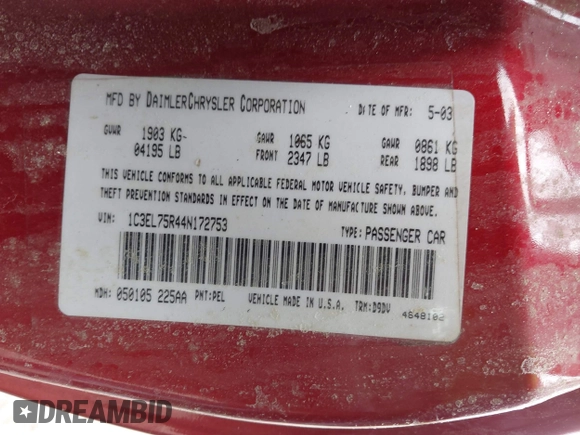 MFD BY DAIMLERCHRYSLER CORPORATION DATE OF MFR: 5-03
GVWR 1903 KG- 04195 LB GAWR FRONT 1065 KG 2347 LB GAWR REAR 0861 KG 1898 LB
THIS VEHICLE CONFORMS TO ALL APPLICABLE FEDERAL MOTOR VEHICLE SAFETY, BUMPER AND
THEFT PREVENTION STANDARDS IN EFFECT ON THE DATE OF MANUFACTURE SHOWN ABOVE.
VIN: 1C3EL75R44N172753 TYPE: PASSENGER CAR
MDH: 050105 225AA PNT: PEL VEHICLE MADE IN U.S.A. TRM: D9DV 4648102
DREAMBID